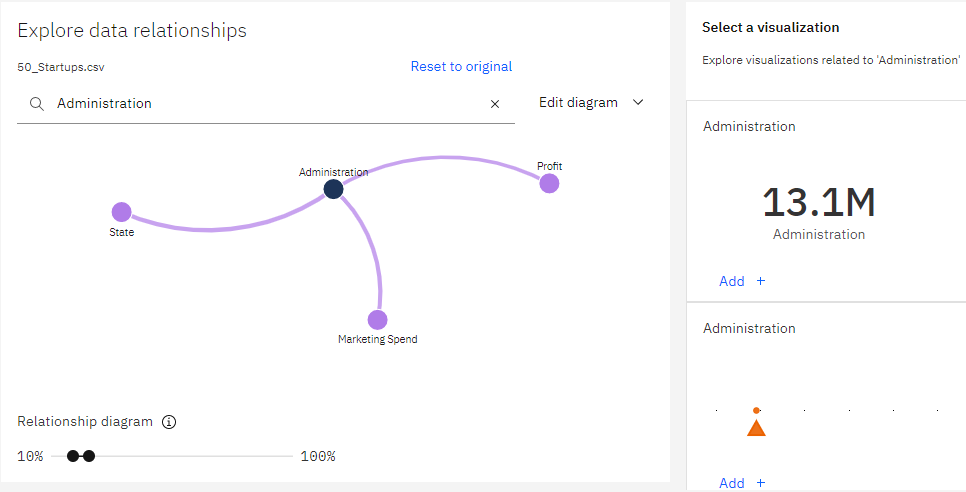 Explore data relationships
50_Startups.csv
Reset to original
Administration
Edit diagram
Administration
Profit
State
Marketing Spend
Relationship diagram
10%
100%
Select a visualization
Explore visualizations related to 'Administration'
Administration
13.1M
Administration
Add +
Administration
Add +